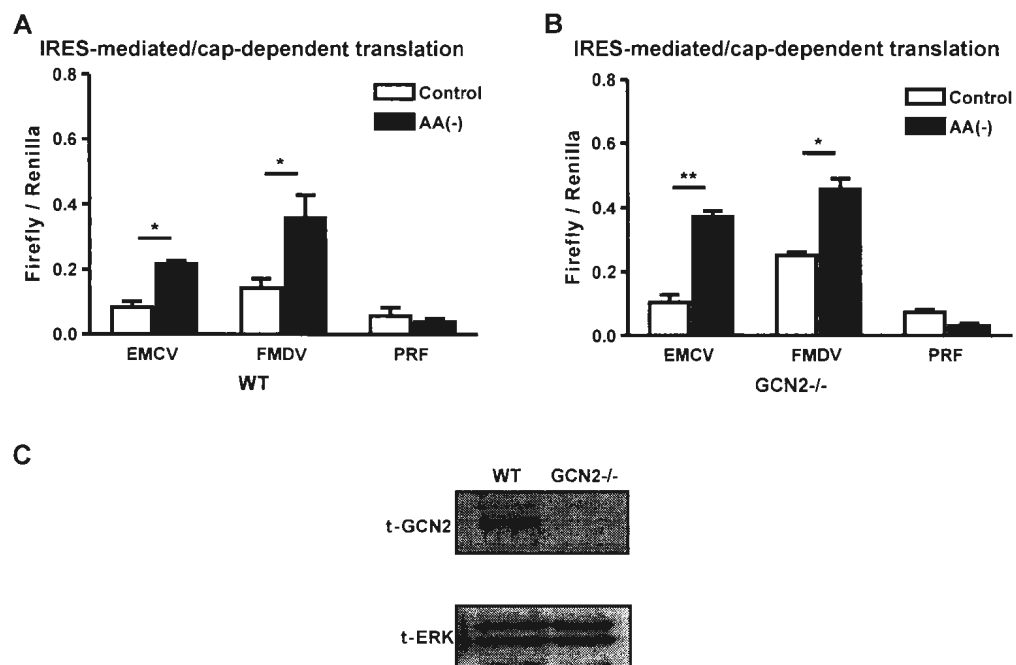 A
IRES-mediated/cap-dependent translation
Firefly / Renilla
0.8
0.6
0.4
0.2
0.0
Control
AA(-)
*
*
EMCV FMDV PRF
WT
B
IRES-mediated/cap-dependent translation
Firefly / Renilla
0.8
0.6
0.4
0.2
0.0
Control
AA(-)
**
*
EMCV FMDV PRF
GCN2-/-
C
WT GCN2-/-
t-GCN2
t-ERK